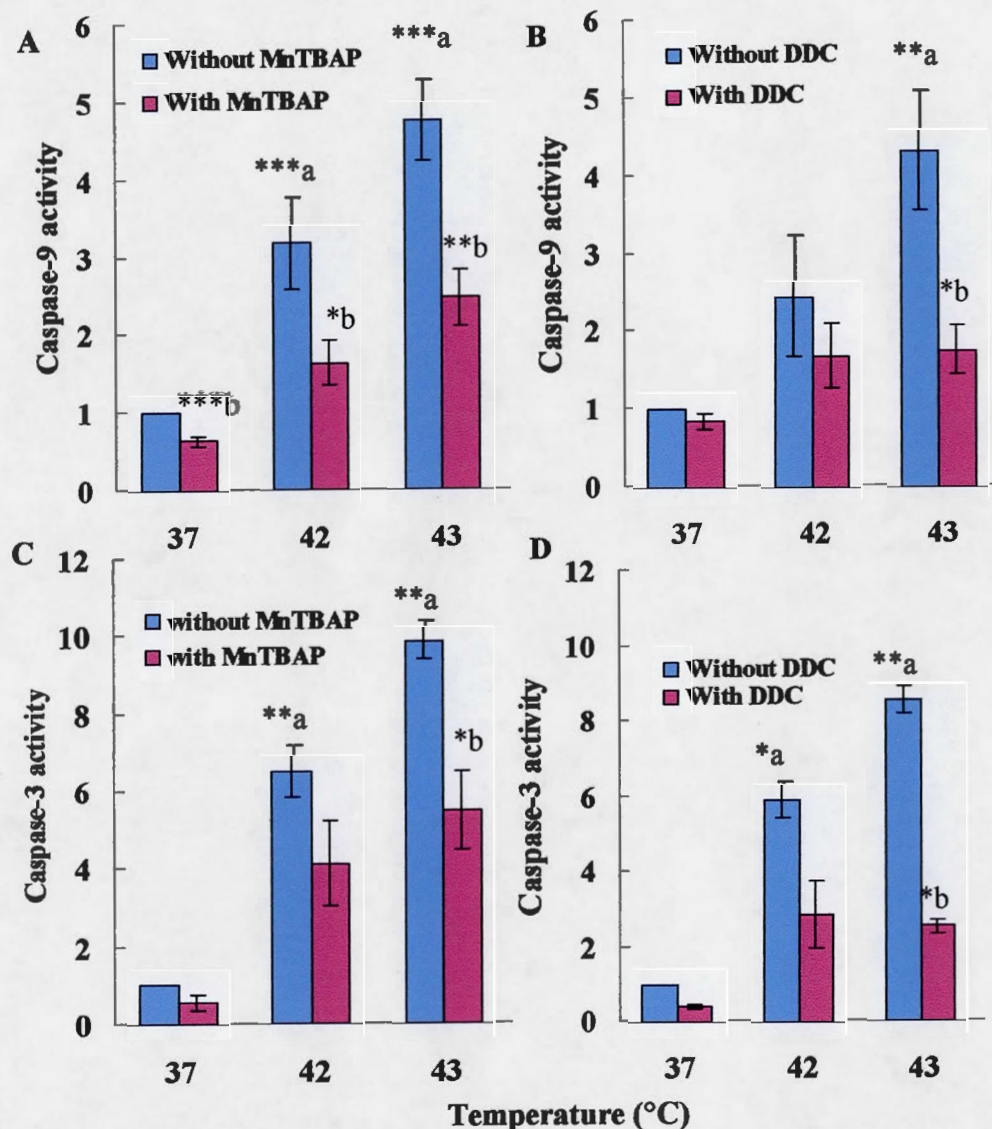 A
Caspase-9 activity
6
5
4
3
2
1
0
Without MnTBAP
With MnTBAP
***b
***a
*b
***a
**b
37
42
43
B
Caspase-9 activity
6
5
4
3
2
1
0
Without DDC
With DDC
**a
*b
37
42
43
C
Caspase-3 activity
12
10
8
6
4
2
0
without MnTBAP
with MnTBAP
**a
**a
*b
37
42
43
D
Caspase-3 activity
12
10
8
6
4
2
0
Without DDC
With DDC
*a
**a
*b
37
42
43
Temperature (°C)